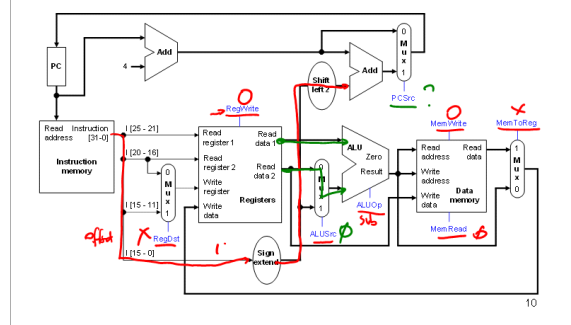 0
M
u
x
1
Add
PC
4
Add
Shift
left 2
PCSrc
?
0
RegWrite
0
MemWrite
X
MemToReg
Read
address
Instruction
[31-0]
Instruction
memory
I [25 - 21]
I [20 - 16]
I [15 - 11]
I [15 - 0]
0
M
u
x
1
X
RegDst
Read
register 1
Read
data 1
Read
register 2
Read
data 2
Write
register
Write
data
Registers
0
M
u
x
1
ALUSrc
0
ALU
Zero
Result
ALUOp
sub
Read
address
Read
data
Write
address
Write
data
Data
memory
MemRead
0
1
M
u
x
0
Sign
extend
10